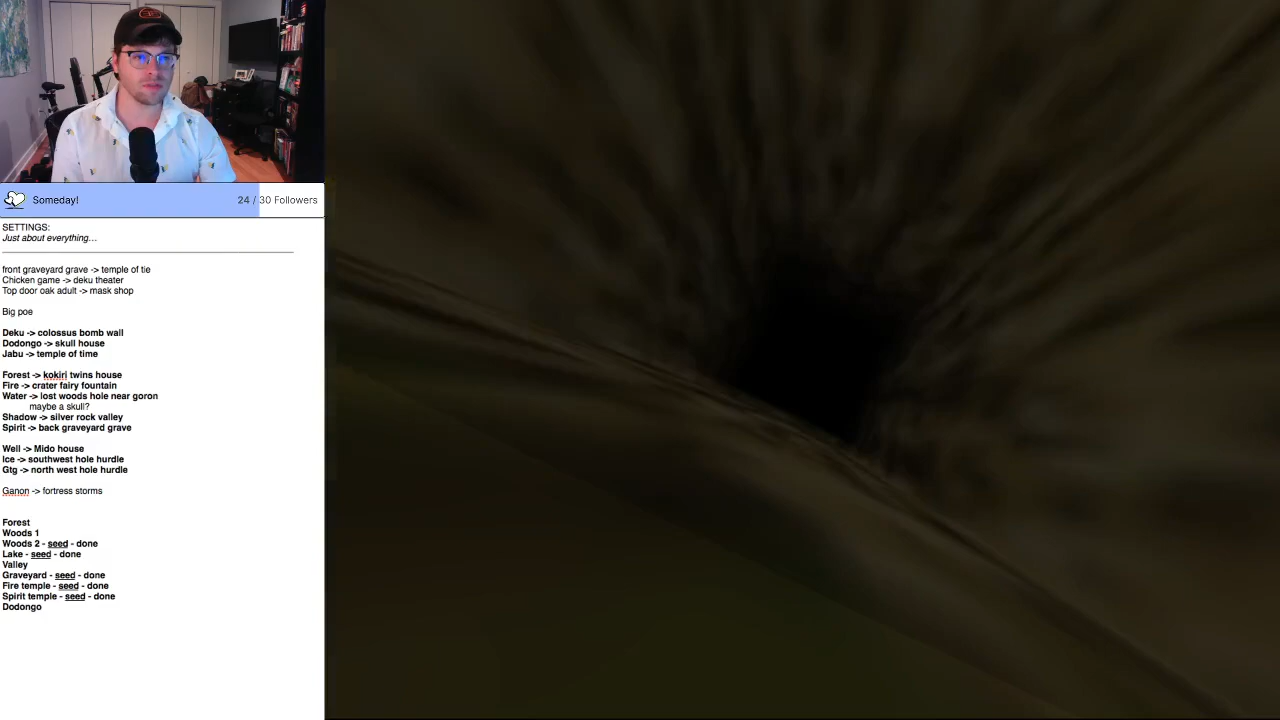 Someday!
24 / 30 Followers
SETTINGS:
Just about everything…
front graveyard grave -> temple of tie
Chicken game -> deku theater
Top door oak adult -> mask shop
Big poe
Deku -> colossus bomb wall
Dodongo -> skull house
Jabu -> temple of time
Forest -> kokiri twins house
Fire -> crater fairy fountain
Water -> lost woods hole near goron
maybe a skull?
Shadow -> silver rock valley
Spirit -> back graveyard grave
Well -> Mido house
Ice -> southwest hole hurdle
Gtg -> north west hole hurdle
Ganon -> fortress storms
Forest
Woods 1
Woods 2 - seed - done
Lake - seed - done
Valley
Graveyard - seed - done
Fire temple - seed - done
Spirit temple - seed - done
Dodongo